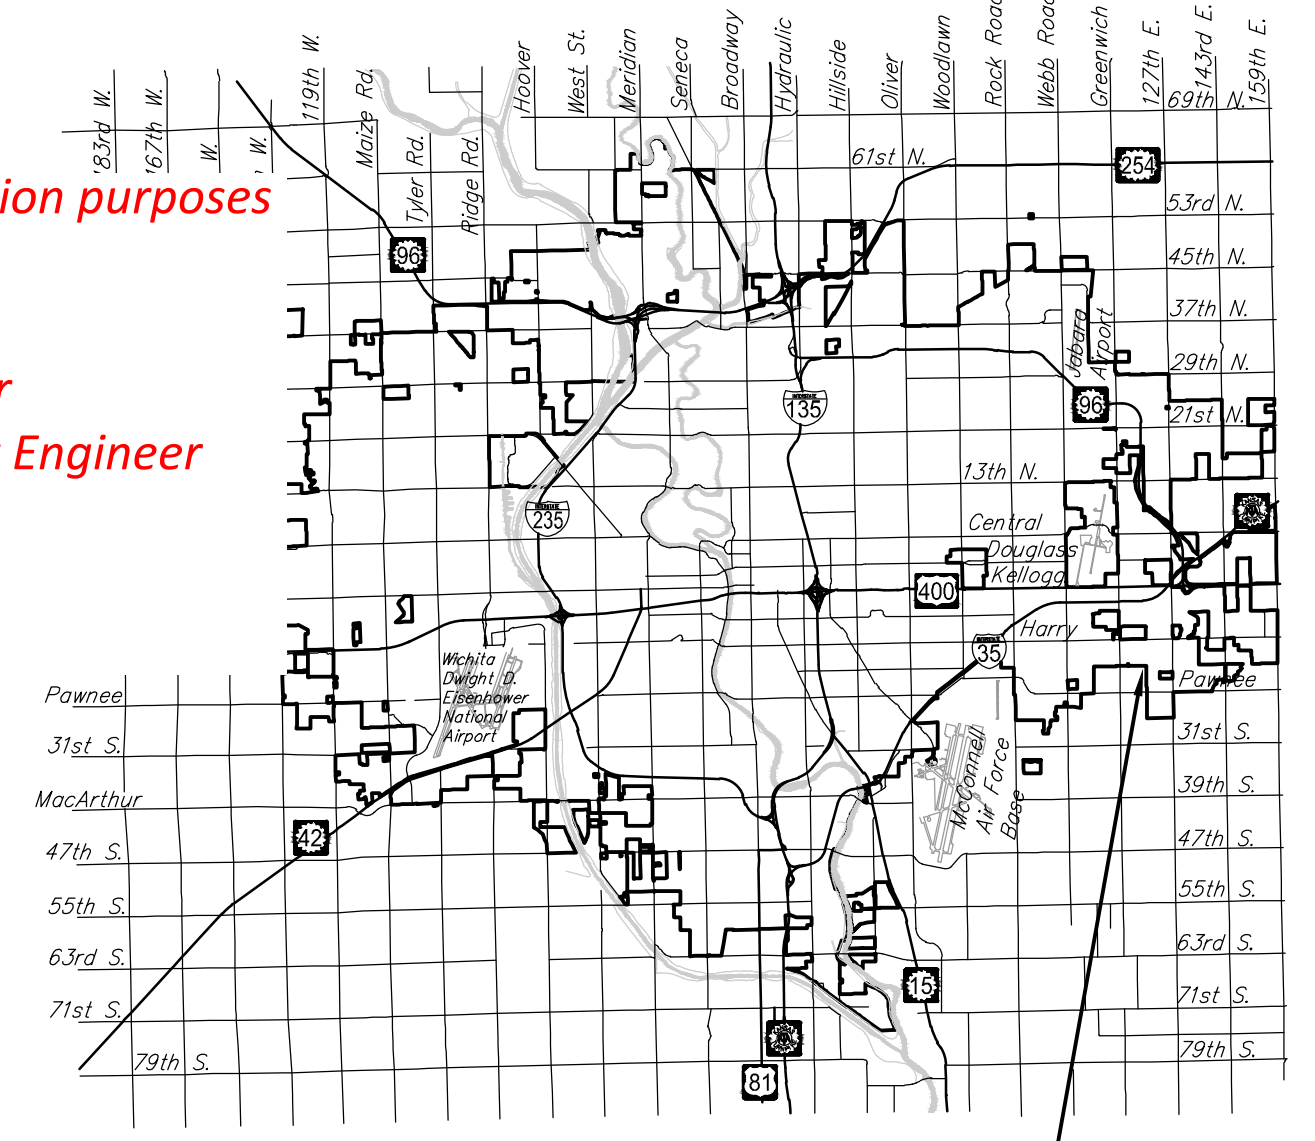 83rd W.
167th W.
W.
W.
119th W.
Maize Rd.
Tyler Rd.
Ridge Rd.
Hoover
West St.
Meridian
Seneca
Broadway
Hydraulic
Hillside
Oliver
Woodlawn
Rock Road
Webb Road
Greenwich
127th E.
143rd E.
159th E.
69th N.
61st N.
254
ion purposes
53rd N.
96
45th N.
37th N.
Jabara
Airport
29th N.
r
INTERSTATE
135
96
21st N.
Engineer
13th N.
INTERSTATE
235
Central
Douglass
Kellogg
400
Harry
INTERSTATE
35
Wichita
Dwight D.
Eisenhower
National
Airport
Pawnee
Pawnee
31st S.
31st S.
McConnell
Air Force
Base
MacArthur
39th S.
42
47th S.
47th S.
55th S.
55th S.
63rd S.
63rd S.
15
71st S.
71st S.
79th S.
79th S.
81